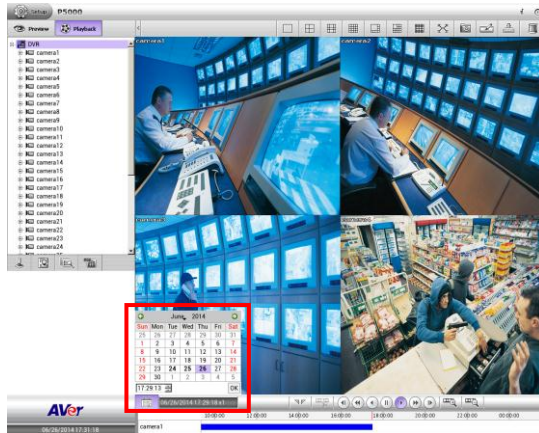 Setup P5000
Preview Playback
DVR
camera1
camera2
camera3
camera4
camera5
camera6
camera7
camera8
camera9
camera10
camera11
camera12
camera13
camera14
camera15
camera16
camera17
camera18
camera19
camera20
camera21
camera22
camera23
camera24
camera1
camera2
camera3
camera4
June 2014
Sun Mon Tue Wed Thu Fri Sat
25 26 27 28 29 30 31
1 2 3 4 5 6 7
8 9 10 11 12 13 14
15 16 17 18 19 20 21
22 23 24 25 26 27 28
29 30 1 2 3 4 5
17:29:13 OK
06/26/2014 17:29:18 x1
AVer
06/26/2014 17:31:18
10:00:00 12:00:00 14:00:00 16:00:00 18:00:00 20:00:00 22:00:00 00:00:00
camera1